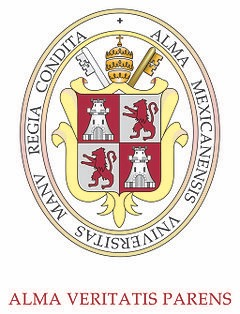 ALMA MEXICANENSIS UNIVERSITAS MANV REGIA CONDITA
ALMA VERITATIS PARENS